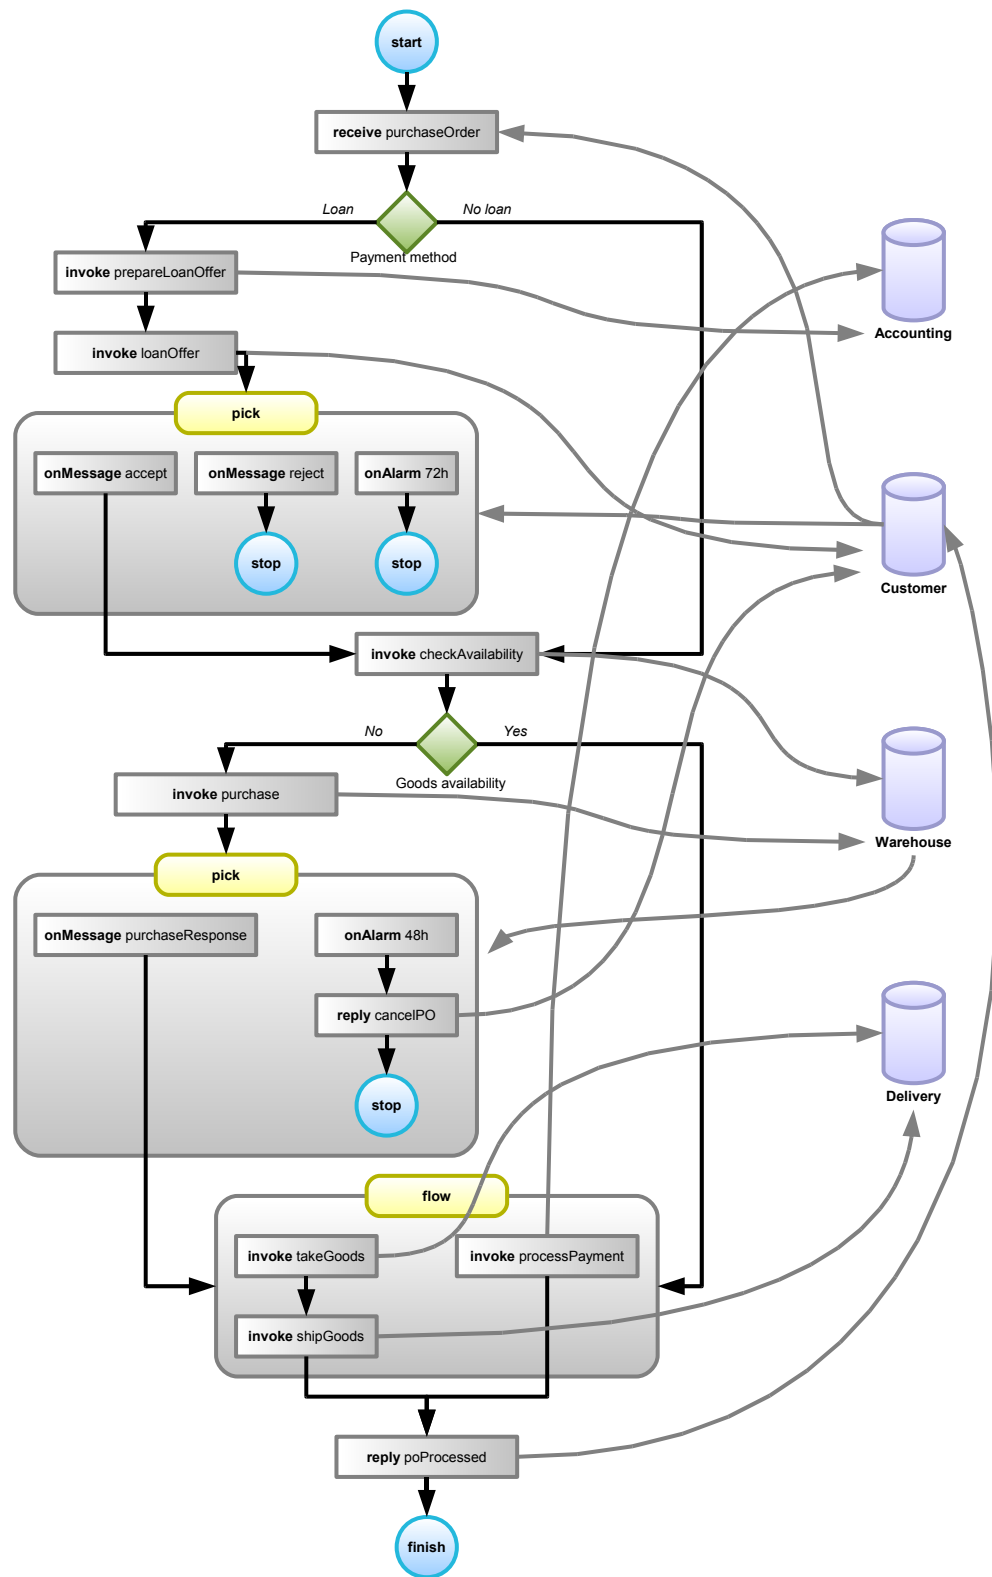 start
receive purchaseOrder
Loan
No loan
Payment method
invoke prepareLoanOffer
Accounting
invoke loanOffer
pick
onMessage accept
onMessage reject
onAlarm 72h
stop
stop
Customer
invoke checkAvailability
No
Yes
Goods availability
invoke purchase
Warehouse
pick
onMessage purchaseResponse
onAlarm 48h
reply cancelPO
stop
Delivery
flow
invoke takeGoods
invoke processPayment
invoke shipGoods
reply poProcessed
finish